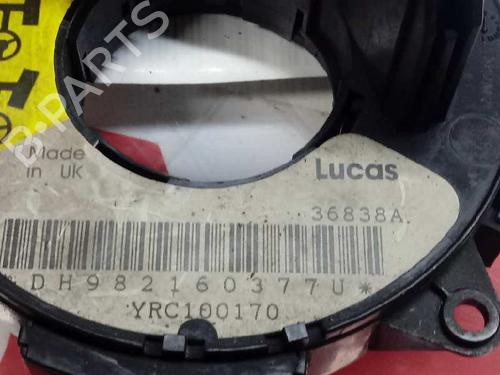 B-PARTS
Made
in UK
Lucas
36838A
*DH982160377U*
YRC100170